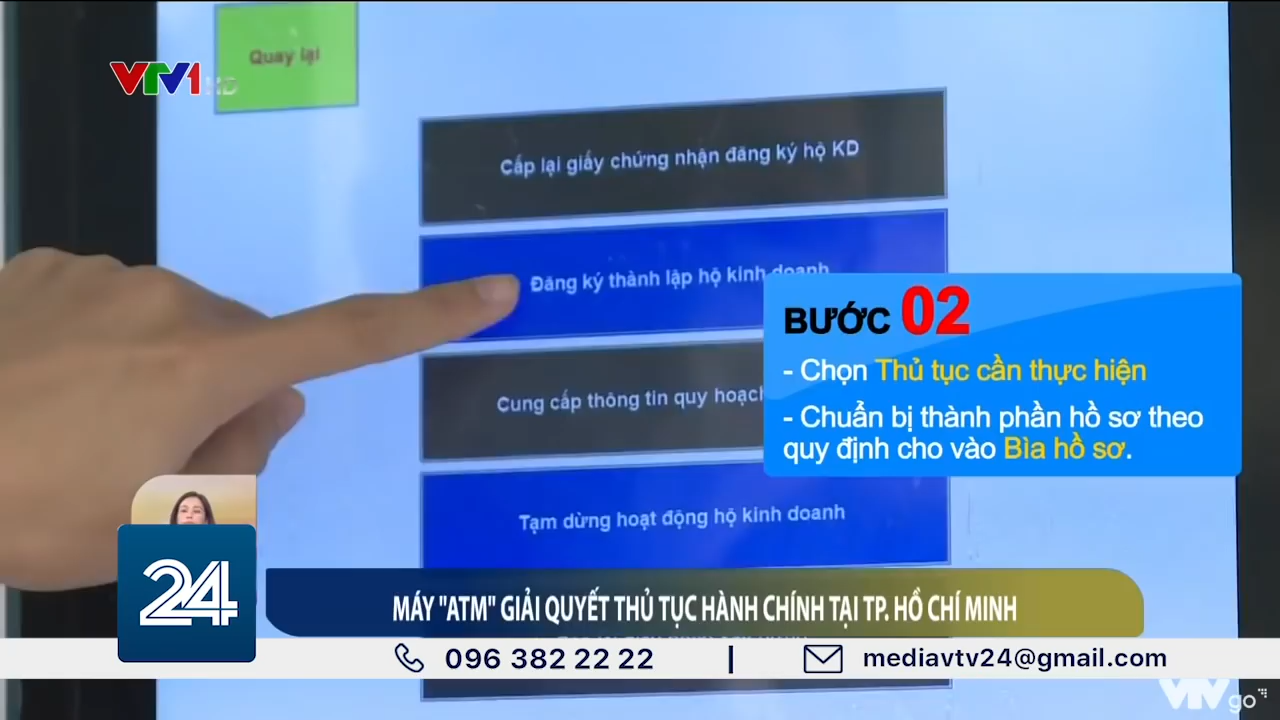 Quay lại
VTV1
HD
Cấp lại giấy chứng nhận đăng ký hộ KD
Đăng ký thành lập hộ kinh doanh
BƯỚC 02
- Chọn Thủ tục cần thực hiện
Cung cấp thông tin quy hoạch
- Chuẩn bị thành phần hồ sơ theo
quy định cho vào Bìa hồ sơ.
Tạm dừng hoạt động hộ kinh doanh
24
MÁY "ATM" GIẢI QUYẾT THỦ TỤC HÀNH CHÍNH TẠI TP. HỒ CHÍ MINH
096 382 22 22 | mediavtv24@gmail.com
VTV go